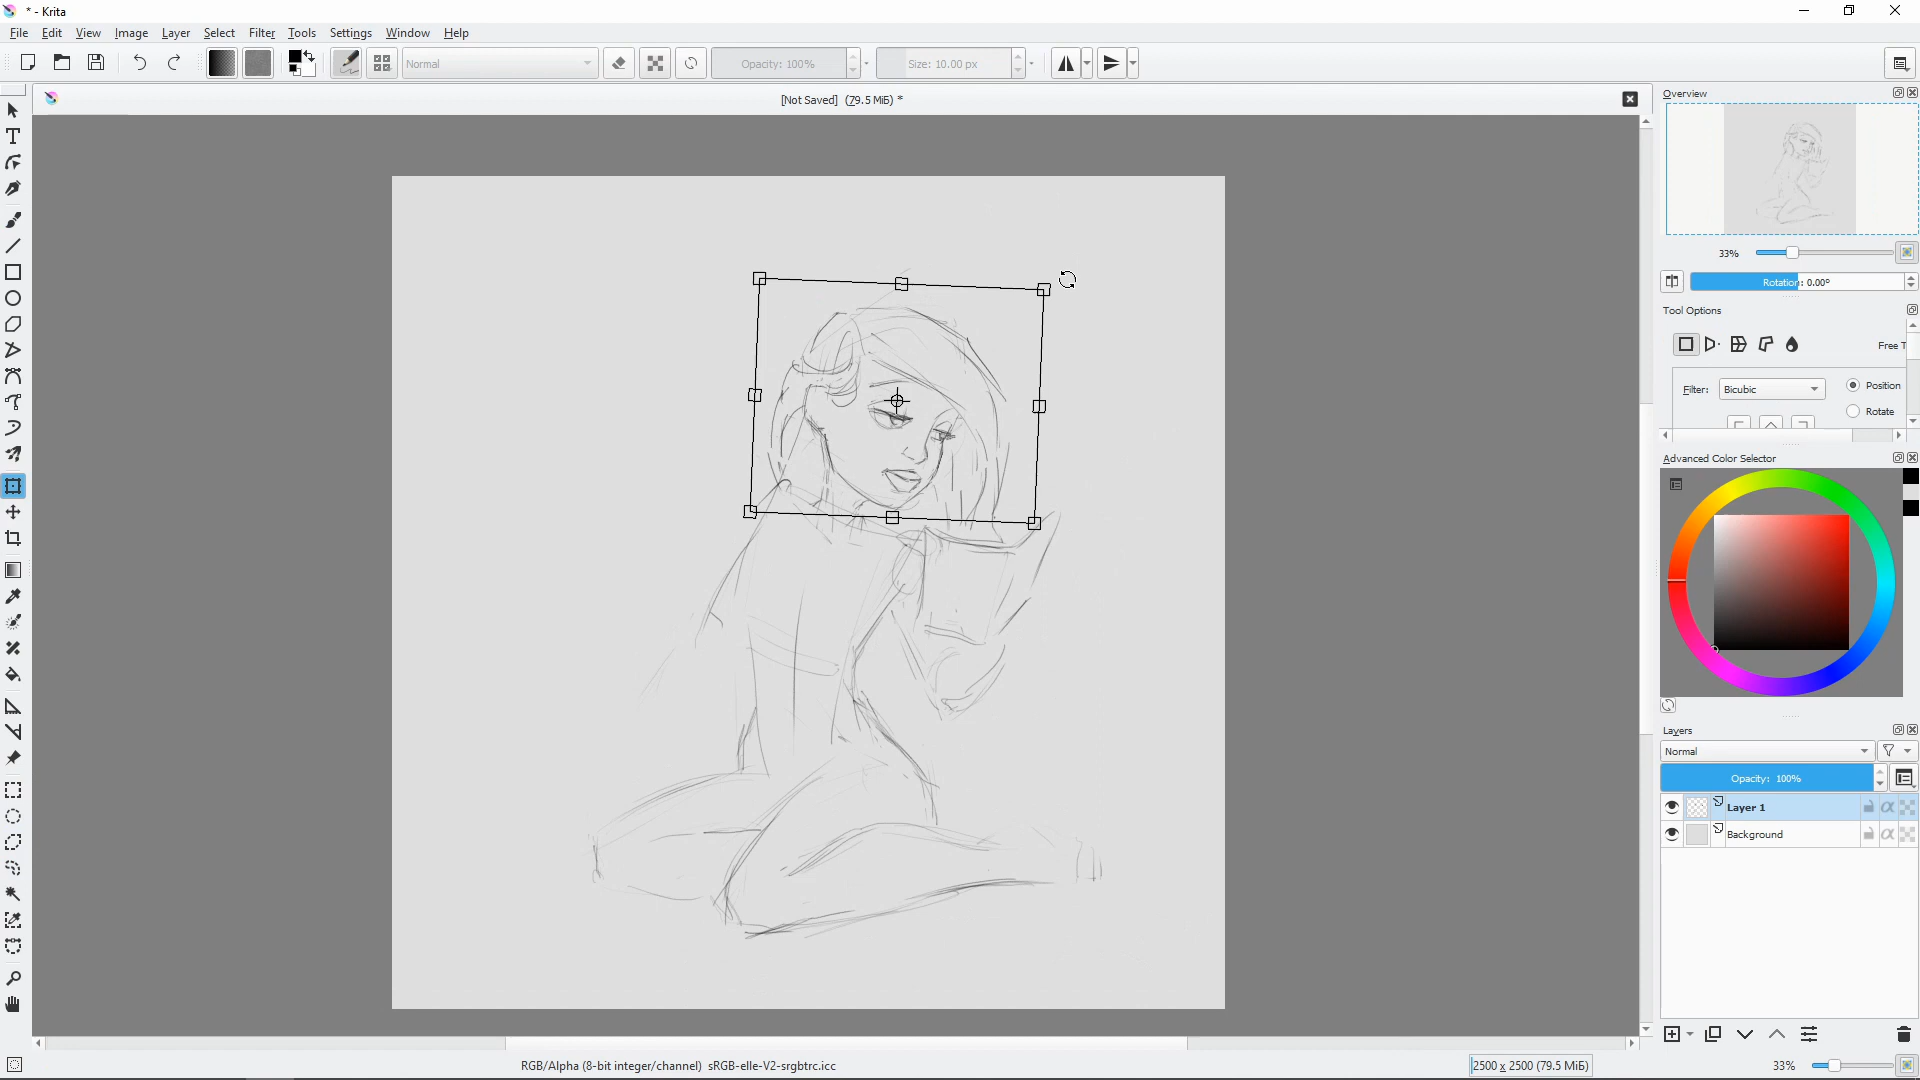 * - Krita
File Edit View Image Layer Select Filter Tools Settings Window Help
Normal
Opacity: 100%
Size: 10.00 px
[Not Saved] (79.5 MiB) *
Overview
33%
Rotation: 0.00°
Tool Options
Free T
Filter: Bicubic
Position
Rotate
Advanced Color Selector
Layers
Normal
Opacity: 100%
Layer 1
Background
RGB/Alpha (8-bit integer/channel) sRGB-elle-V2-srgbtrc.icc
2500 x 2500 (79.5 MiB)
33%